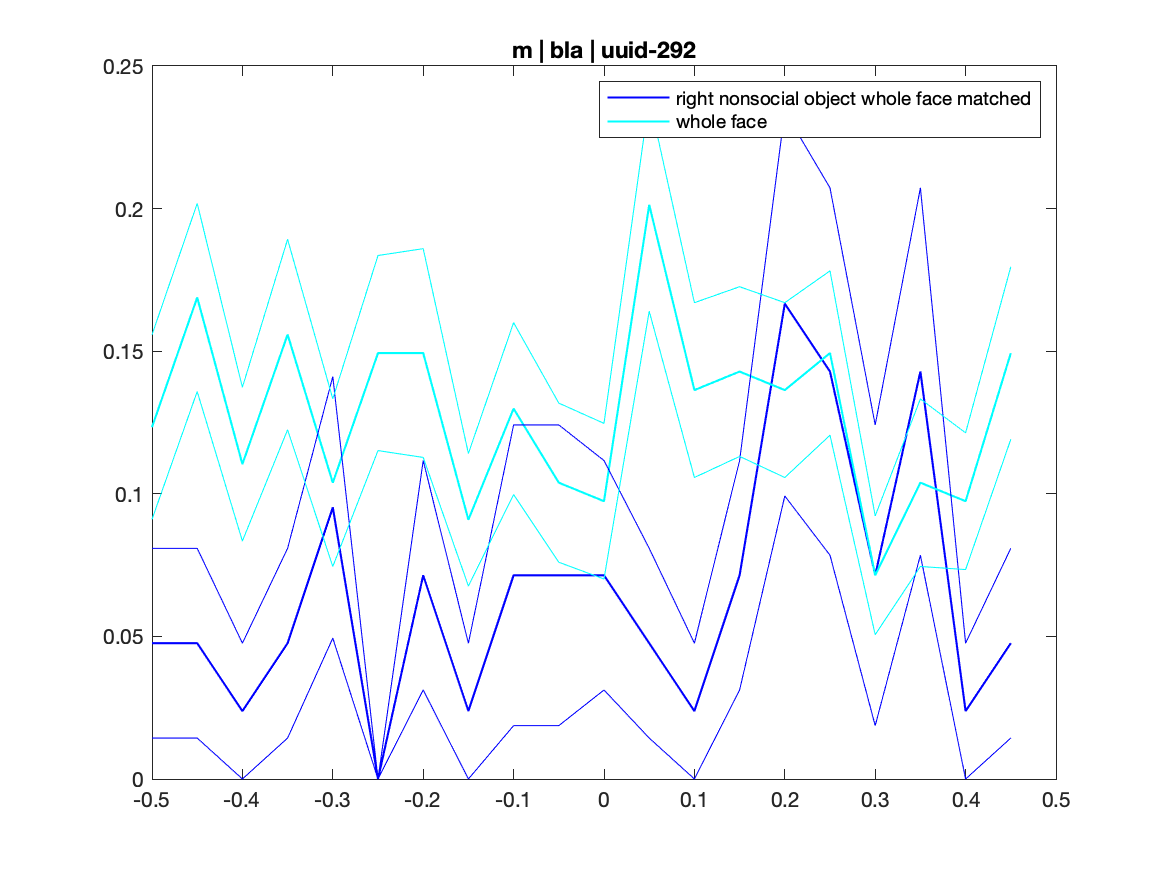 m | bla | uuid-292
0.25
right nonsocial object whole face matched
whole face
0.2
0.15
0.1
0.05
0
-0.5 -0.4 -0.3 -0.2 -0.1 0 0.1 0.2 0.3 0.4 0.5